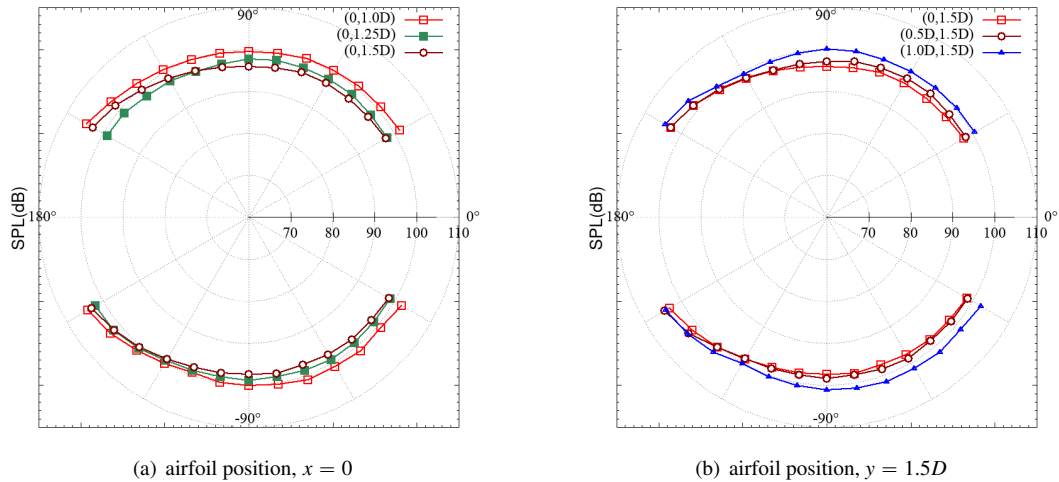 90°
(0,1.0D)
(0,1.25D)
(0,1.5D)
SPL(dB)
180°
0°
70 80 90 100 110
-90°
(a) airfoil position, x = 0
90°
(0,1.5D)
(0.5D,1.5D)
(1.0D,1.5D)
SPL(dB)
180°
0°
70 80 90 100 110
-90°
(b) airfoil position, y = 1.5D